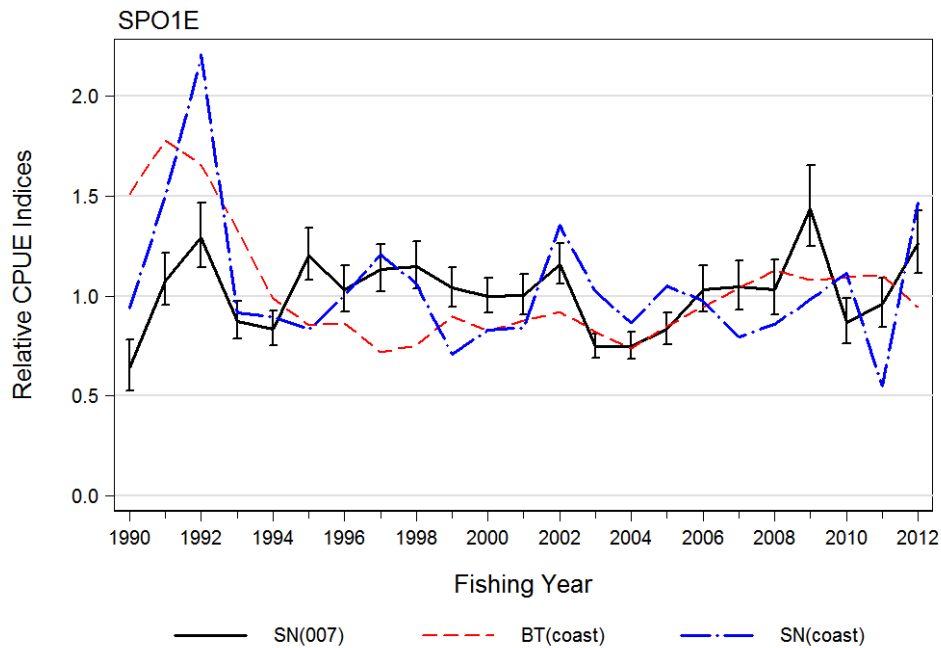 SPO1E
Relative CPUE Indices
2.0
1.5
1.0
0.5
0.0
1990 1992 1994 1996 1998 2000 2002 2004 2006 2008 2010 2012
Fishing Year
SN(007) BT(coast) SN(coast)